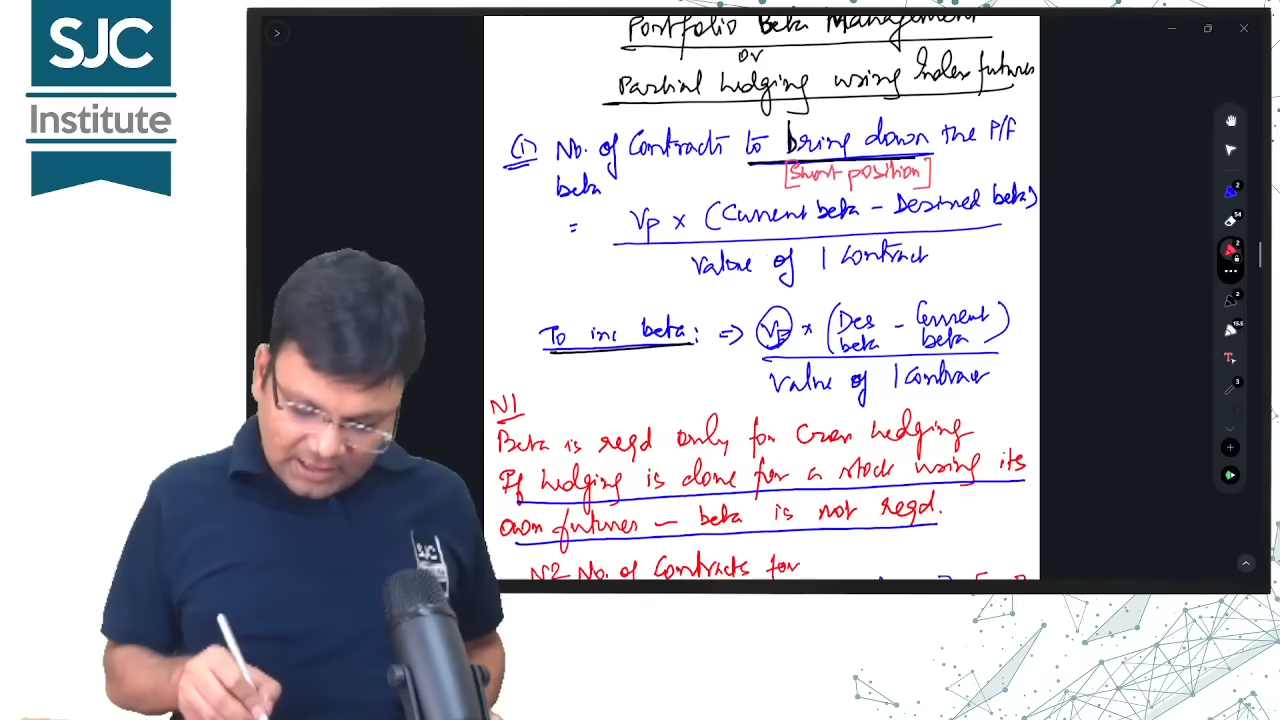 SJC
Institute
Portfolio Beta Management
or
Partial hedging using Index futures
(1) No. of Contracts to bring down the P/F
[Short position]
beta
= Vp × (Current beta - Desired beta)
Value of 1 Contract
To inc beta: => Vp × (Des beta - Current beta)
Value of 1 Contract
N1
Beta is reqd only for Cross hedging
If hedging is done for a stock using its
own futures - beta is not reqd.
N2 No. of Contracts for
SJC